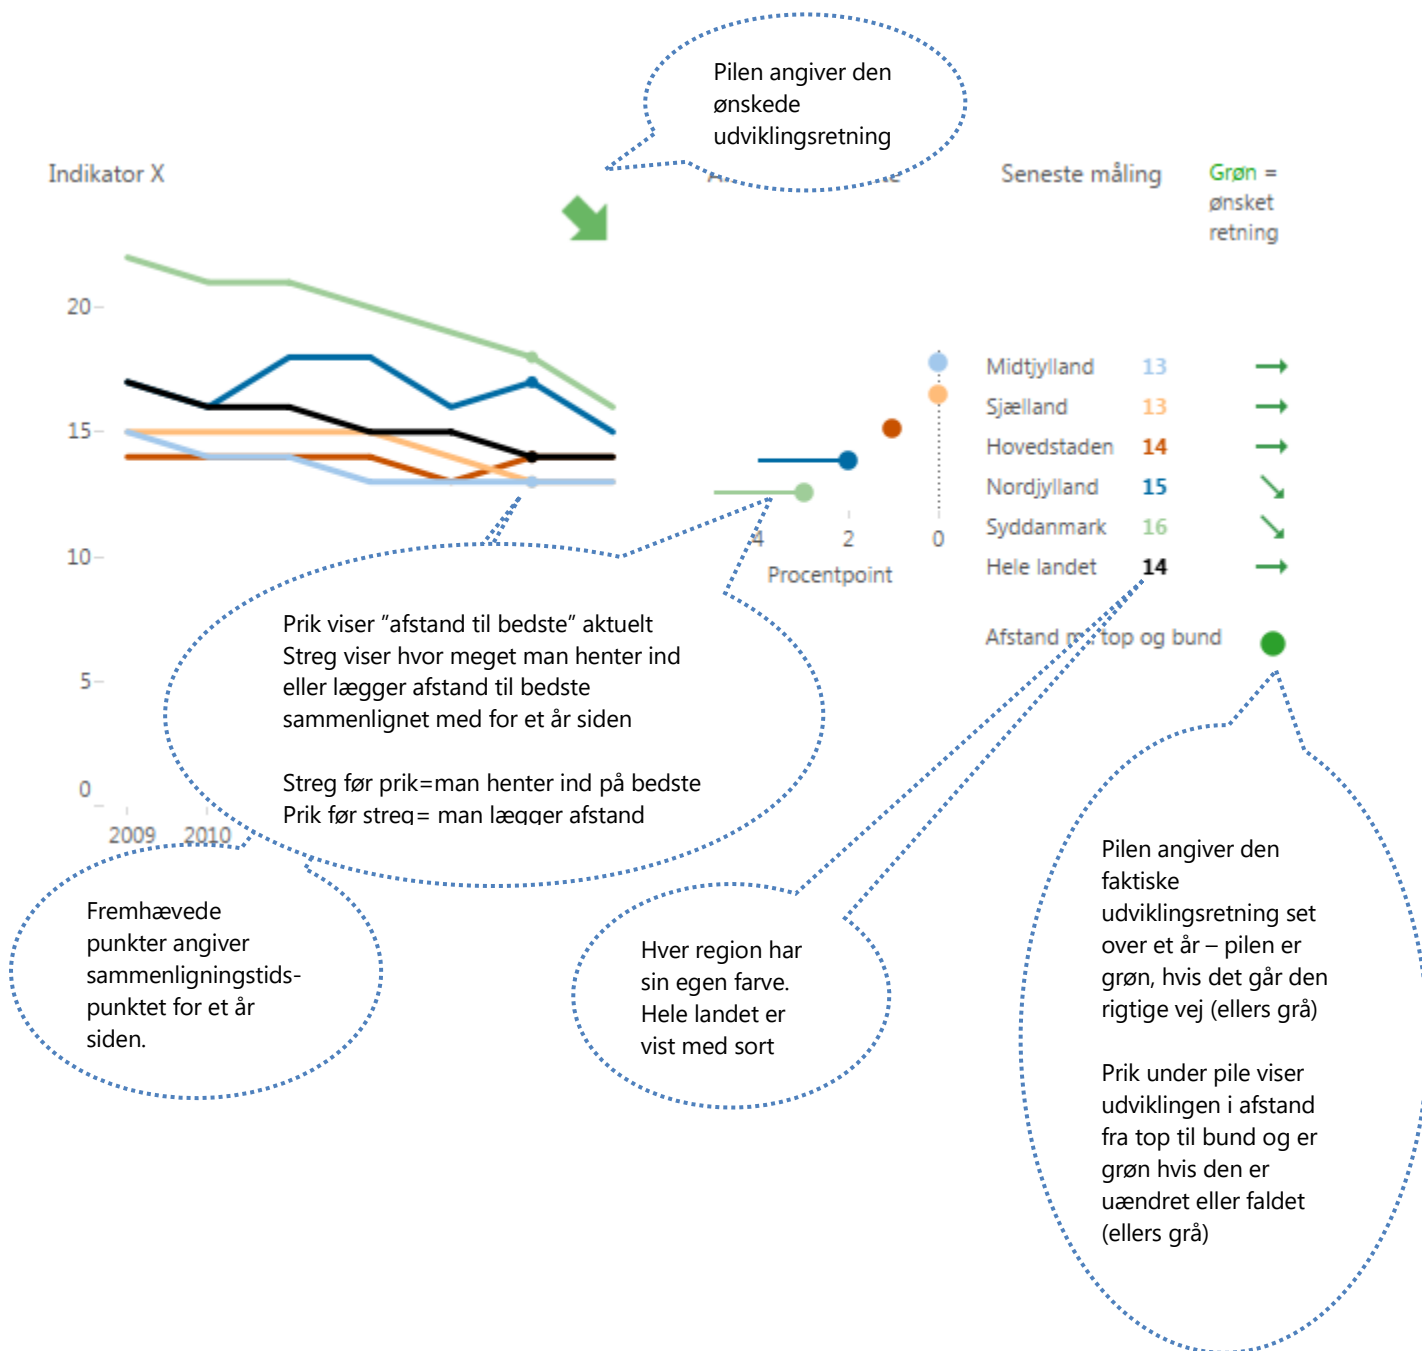 Pilen angiver den
ønskede
udviklingsretning
Indikator X
Seneste måling
Grøn =
ønsket
retning
20
15
10
5
0
2009 2010
4 2 0
Procentpoint
Midtjylland 13
Sjælland 13
Hovedstaden 14
Nordjylland 15
Syddanmark 16
Hele landet 14
Afstand m. top og bund
Prik viser ”afstand til bedste” aktuelt
Streg viser hvor meget man henter ind
eller lægger afstand til bedste
sammenlignet med for et år siden
Streg før prik=man henter ind på bedste
Prik før streg= man lægger afstand
Fremhævede
punkter angiver
sammenligningstids-
punktet for et år
siden.
Hver region har
sin egen farve.
Hele landet er
vist med sort
Pilen angiver den
faktiske
udviklingsretning set
over et år – pilen er
grøn, hvis det går den
rigtige vej (ellers grå)
Prik under pile viser
udviklingen i afstand
fra top til bund og er
grøn hvis den er
uændret eller faldet
(ellers grå)